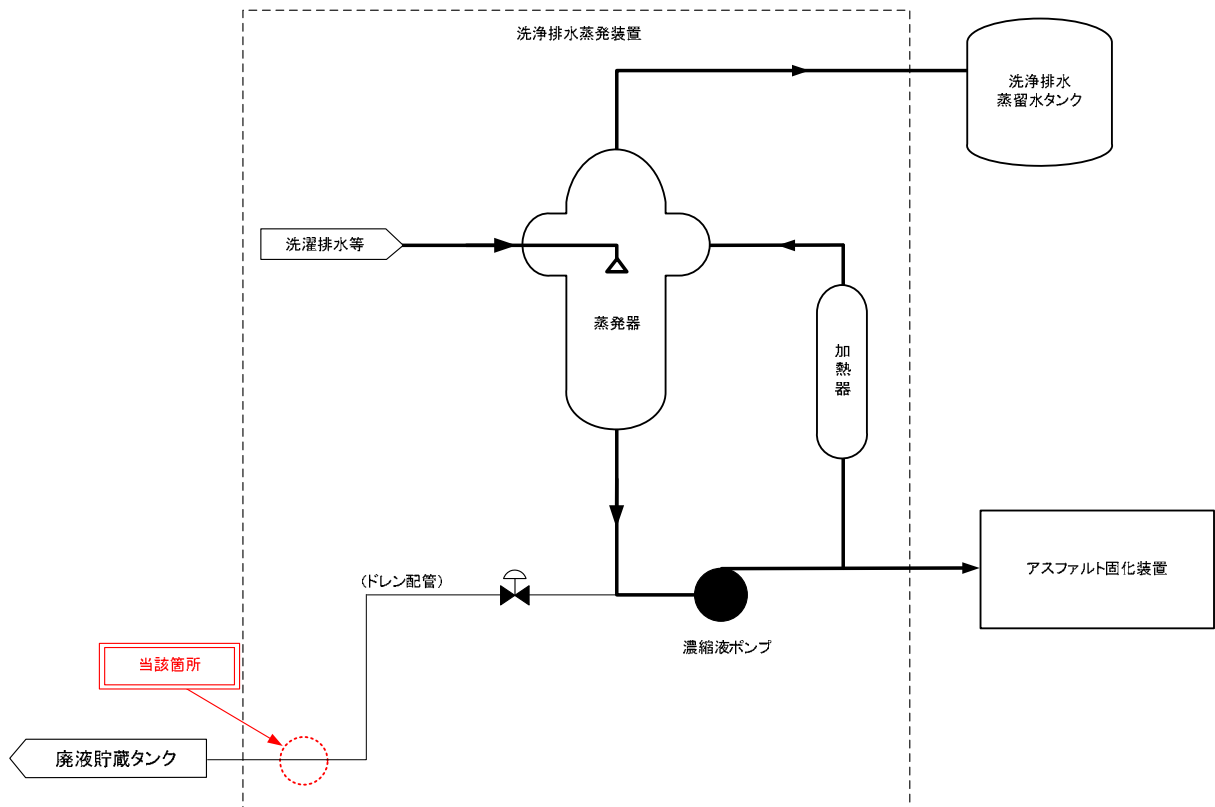 洗浄排水蒸発装置
洗浄排水
蒸留水タンク
洗濯排水等
蒸発器
加熱器
アスファルト固化装置
(ドレン配管)
濃縮液ポンプ
当該箇所
廃液貯蔵タンク